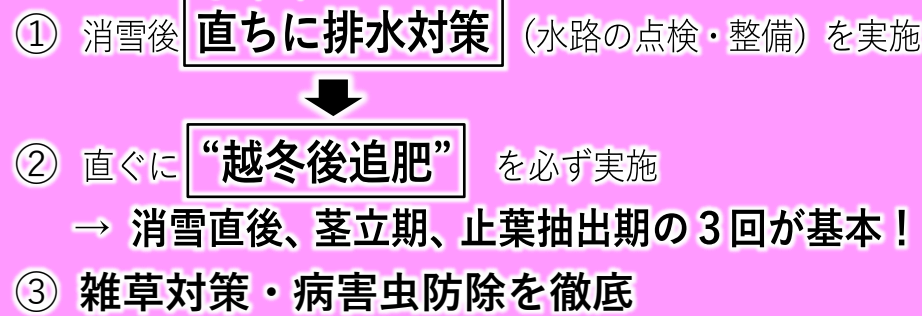 ① 消雪後 直ちに排水対策 （水路の点検・整備）を実施
② 直ぐに “越冬後追肥” を必ず実施
→ 消雪直後、茎立期、止葉抽出期の３回が基本！
③ 雑草対策・病害虫防除を徹底